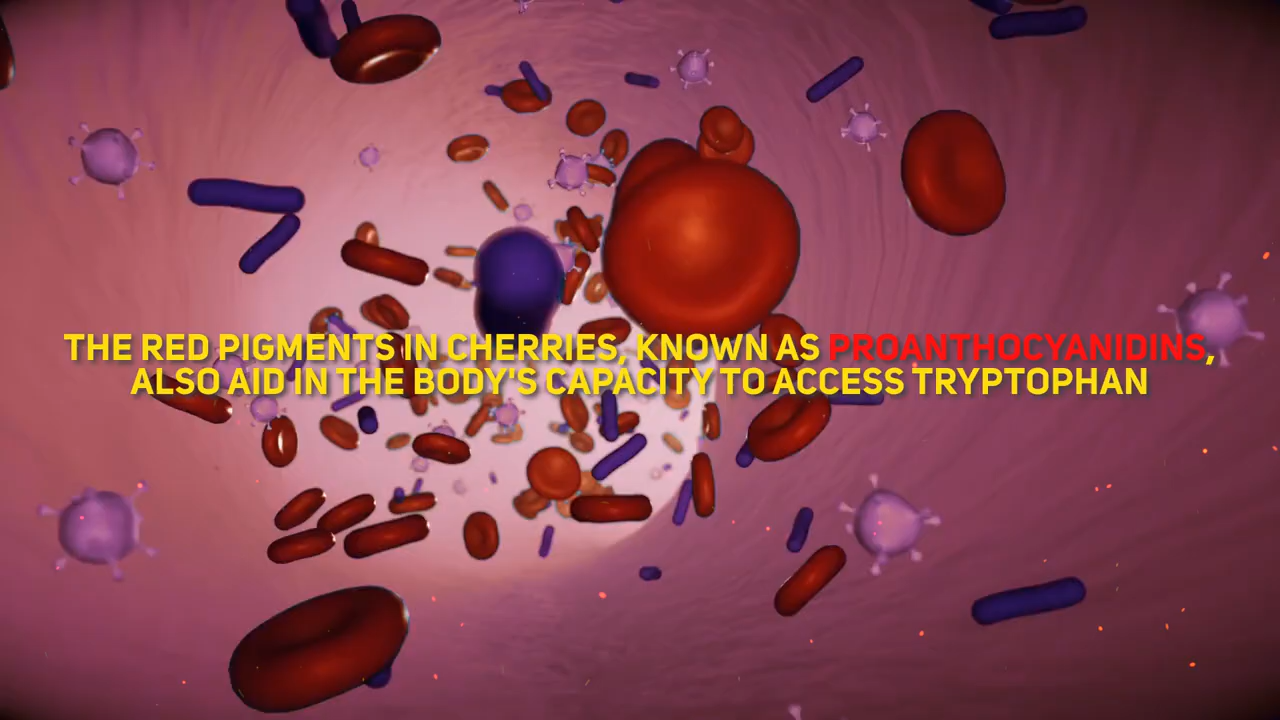 THE RED PIGMENTS IN CHERRIES, KNOWN AS PROANTHOCYANIDINS,
ALSO AID IN THE BODY'S CAPACITY TO ACCESS TRYPTOPHAN